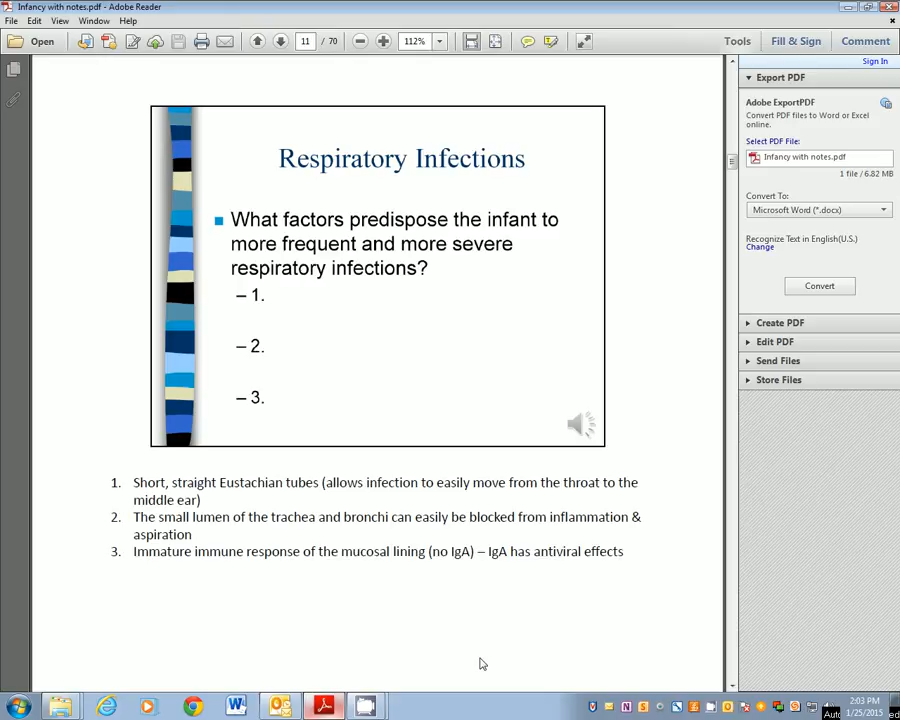 Infancy with notes.pdf - Adobe Reader
File Edit View Window Help
Open 11 / 70 112% Tools Fill & Sign Comment
Sign In
Export PDF
Adobe ExportPDF
Convert PDF files to Word or Excel
online.
Select PDF File:
Infancy with notes.pdf
1 file / 6.82 MB
Convert To:
Microsoft Word (*.docx)
Recognize Text in English(U.S.)
Change
Convert
Create PDF
Edit PDF
Send Files
Store Files
Respiratory Infections
What factors predispose the infant to
more frequent and more severe
respiratory infections?
– 1.
– 2.
– 3.
1. Short, straight Eustachian tubes (allows infection to easily move from the throat to the
middle ear)
2. The small lumen of the trachea and bronchi can easily be blocked from inflammation &
aspiration
3. Immature immune response of the mucosal lining (no IgA) – IgA has antiviral effects
2:03 PM
1/25/2015